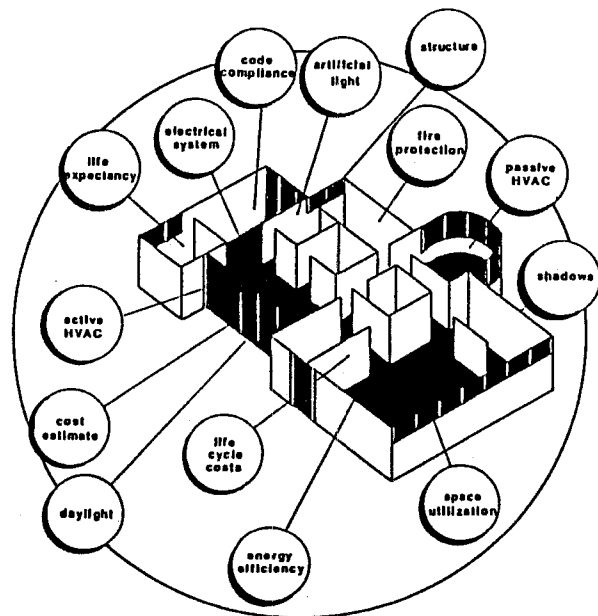 structure
code
compliance
artificial
light
electrical
system
fire
protection
life
expectancy
passive
HVAC
shadows
active
HVAC
cost
estimate
life
cycle
costs
daylight
space
utilization
energy
efficiency